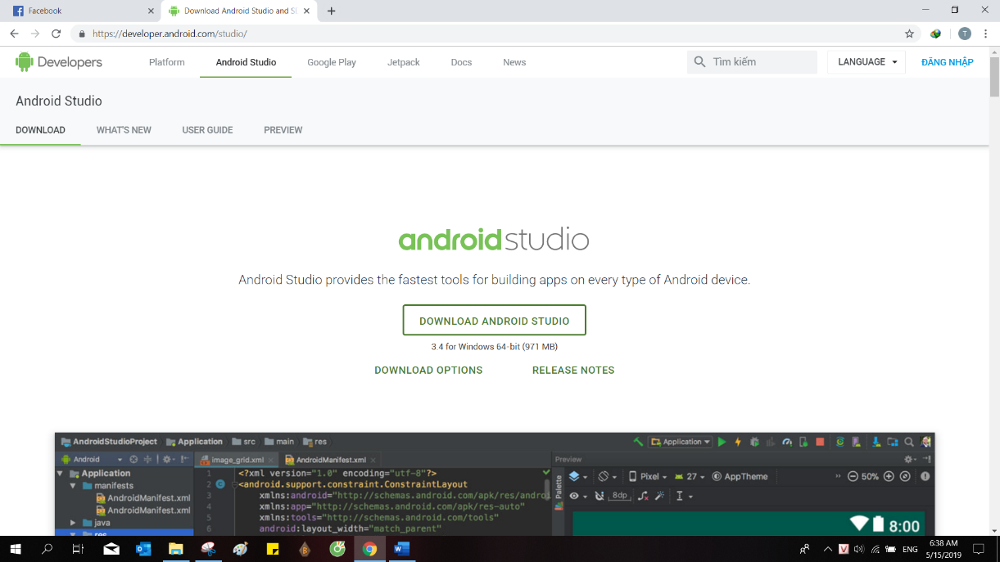 Facebook
Download Android Studio and S
https://developer.android.com/studio/
T
Developers
Platform
Android Studio
Google Play
Jetpack
Docs
News
Tìm kiếm
LANGUAGE
ĐĂNG NHẬP
Android Studio
DOWNLOAD
WHAT'S NEW
USER GUIDE
PREVIEW
androidstudio
Android Studio provides the fastest tools for building apps on every type of Android device.
DOWNLOAD ANDROID STUDIO
3.4 for Windows 64-bit (971 MB)
DOWNLOAD OPTIONS
RELEASE NOTES
AndroidStudioProject
Application
src
main
res
Application
Android
image_grid.xml
AndroidManifest.xml
Preview
Application
manifests
AndroidManifest.xml
AndroidManifest.xml
java
res
1 <?xml version="1.0" encoding="utf-8"?>
2 <android.support.constraint.ConstraintLayout
3 xmlns:android="http://schemas.android.com/apk/res/androi
4 xmlns:app="http://schemas.android.com/apk/res-auto"
5 xmlns:tools="http://schemas.android.com/tools"
6 android:layout_width="match_parent"
Palette
Pixel
27
AppTheme
50%
8dp
8:00
ENG
6:38 AM
5/15/2019